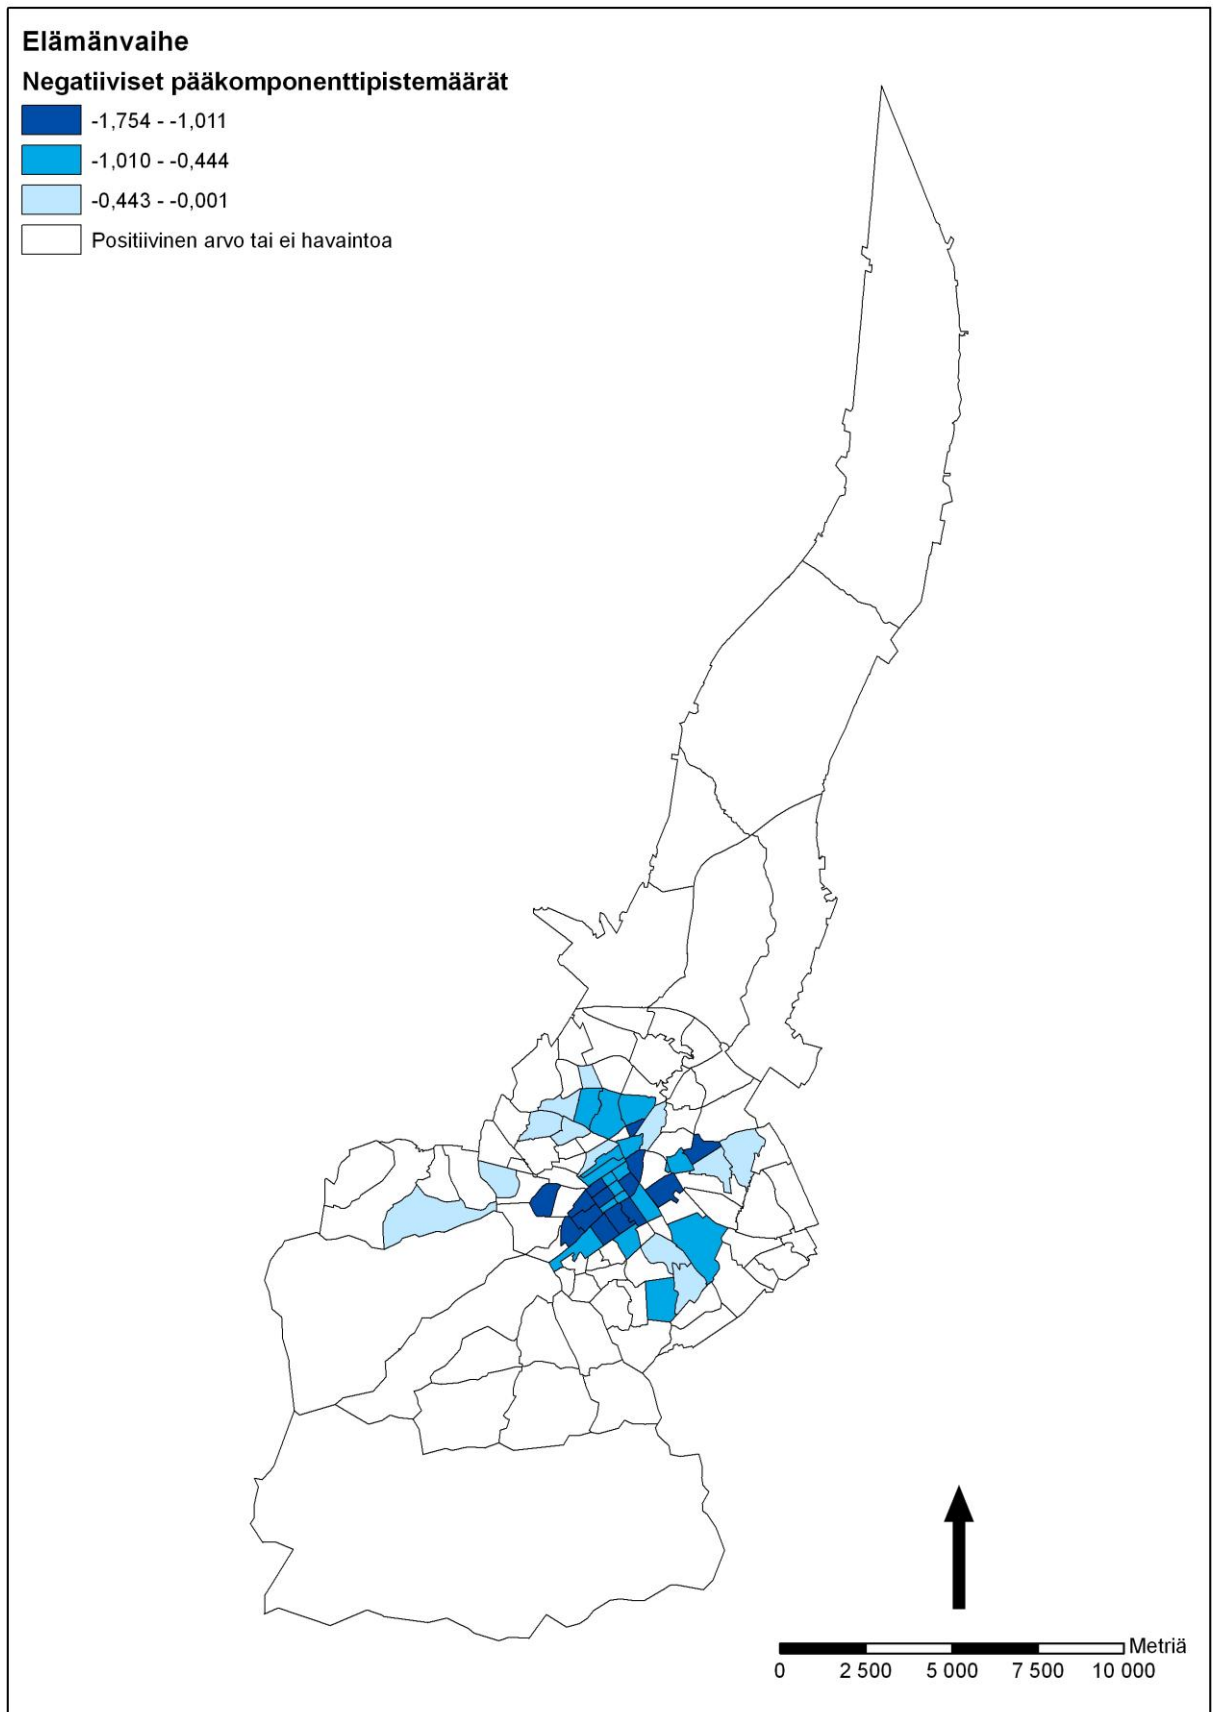 Elämänvaihe
Negatiiviset pääkomponenttipistemäärät
-1,754 - -1,011
-1,010 - -0,444
-0,443 - -0,001
Positiivinen arvo tai ei havaintoa
Metriä
0 2 500 5 000 7 500 10 000